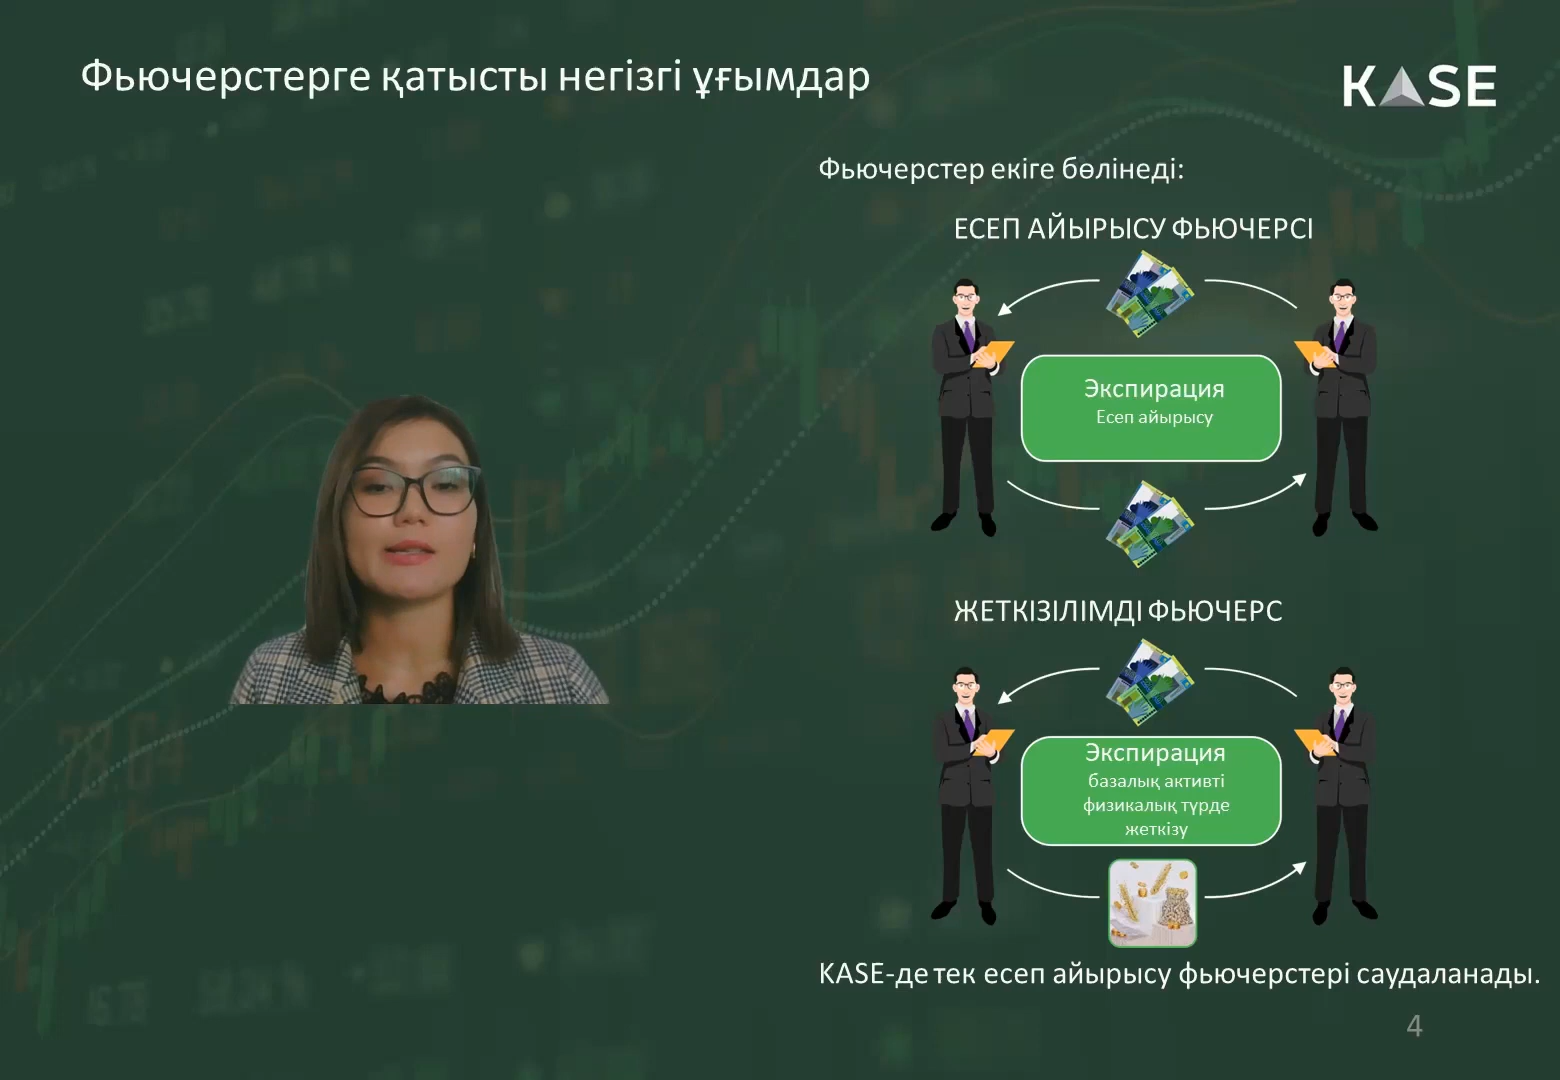 Фьючерстерге қатысты негізгі ұғымдар
KASE
Фьючерстер екіге бөлінеді:
ЕСЕП АЙЫРЫСУ ФЬЮЧЕРСІ
Экспирация
Есеп айырысу
ЖЕТКІЗІЛІМДІ ФЬЮЧЕРС
Экспирация
базалық активті
физикалық түрде
жеткізу
KASE-де тек есеп айырысу фьючерстері саудаланады.
4